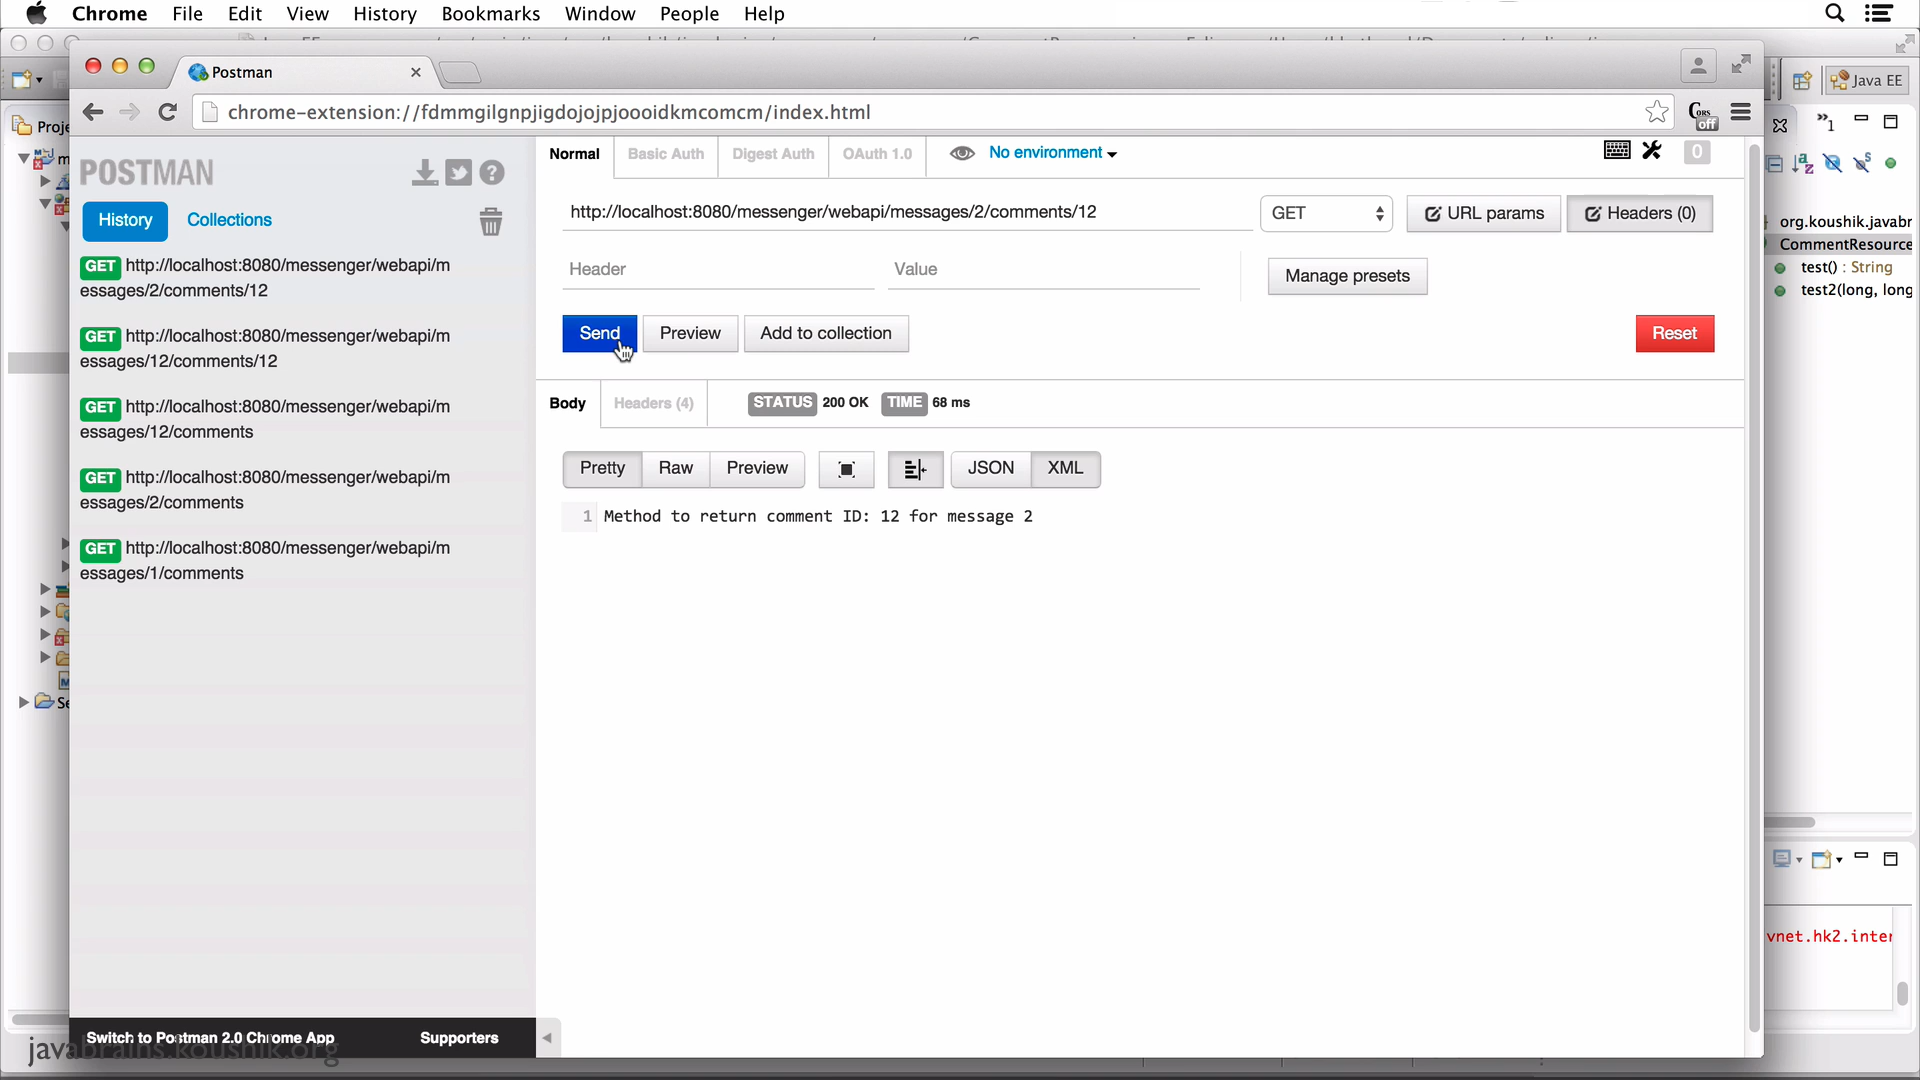 Chrome File Edit View History Bookmarks Window People Help
Postman
chrome-extension://fdmmgilgnpjigdojojpjoooidkmcomcm/index.html
CORS
off
Java EE
Proje
POSTMAN
History Collections
GET http://localhost:8080/messenger/webapi/m
essages/2/comments/12
GET http://localhost:8080/messenger/webapi/m
essages/12/comments/12
GET http://localhost:8080/messenger/webapi/m
essages/12/comments
GET http://localhost:8080/messenger/webapi/m
essages/2/comments
GET http://localhost:8080/messenger/webapi/m
essages/1/comments
Switch to Postman 2.0 Chrome App Supporters
Normal Basic Auth Digest Auth OAuth 1.0 No environment 0
http://localhost:8080/messenger/webapi/messages/2/comments/12 GET URL params Headers (0)
Header Value Manage presets
Send Preview Add to collection Reset
Body Headers (4) STATUS 200 OK TIME 68 ms
Pretty Raw Preview JSON XML
1 Method to return comment ID: 12 for message 2
org.koushik.javabr
CommentResource
test() : String
test2(long, long
vnet.hk2.inter
javabrains.koushik.org